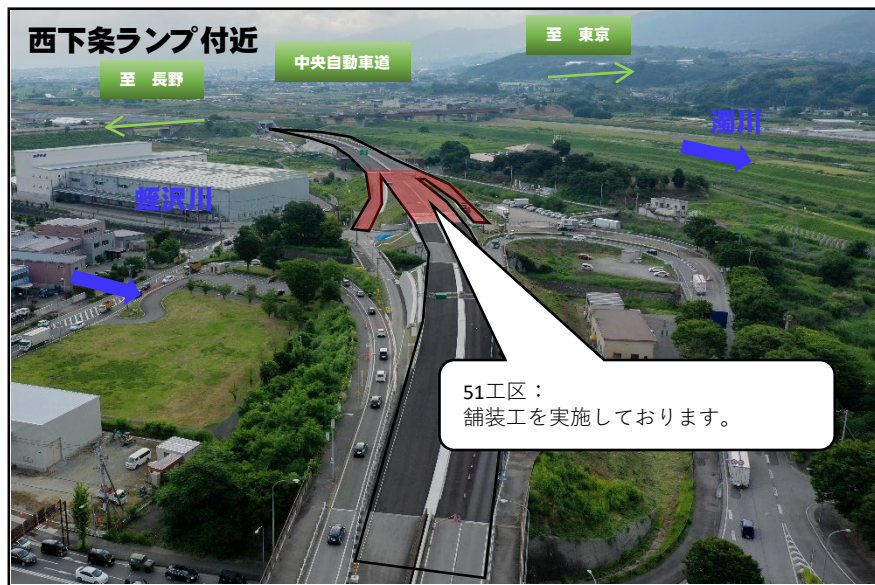 西下条ランプ付近
至 長野
中央自動車道
至 東京
濁川
蛭沢川
51工区：
舗装工を実施しております。